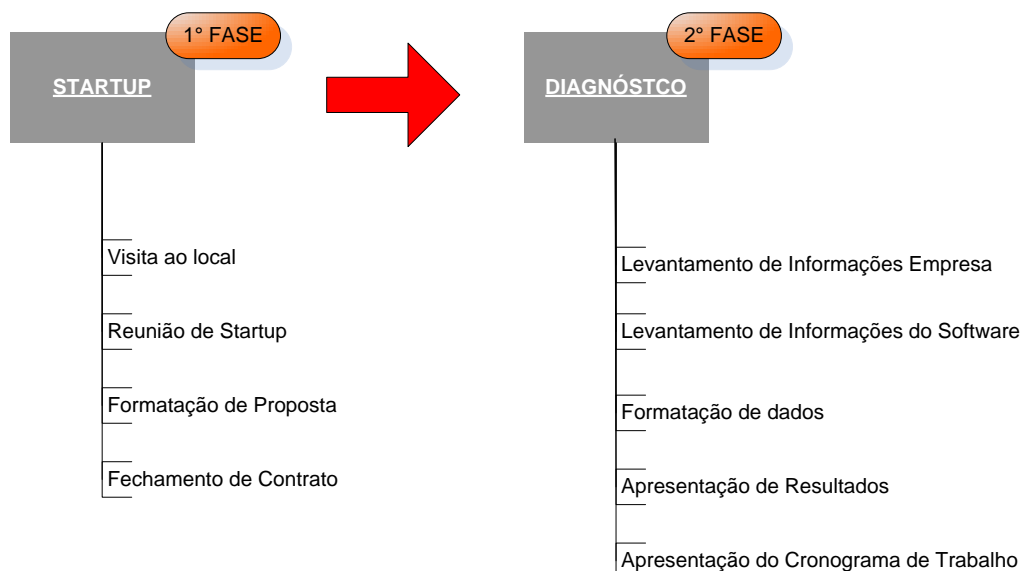 1° FASE
STARTUP
Visita ao local
Reunião de Startup
Formatação de Proposta
Fechamento de Contrato
2° FASE
DIAGNÓSTCO
Levantamento de Informações Empresa
Levantamento de Informações do Software
Formatação de dados
Apresentação de Resultados
Apresentação do Cronograma de Trabalho